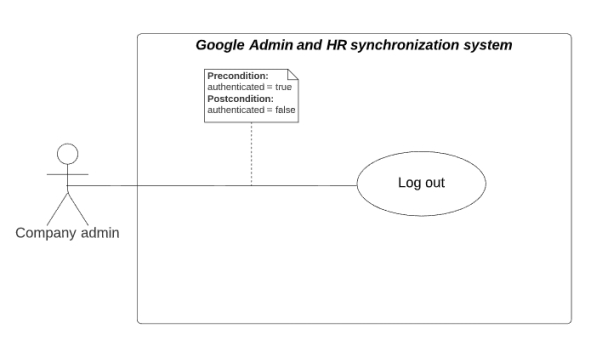 Google Admin and HR synchronization system
Precondition:
authenticated = true
Postcondition:
authenticated = false
Log out
Company admin